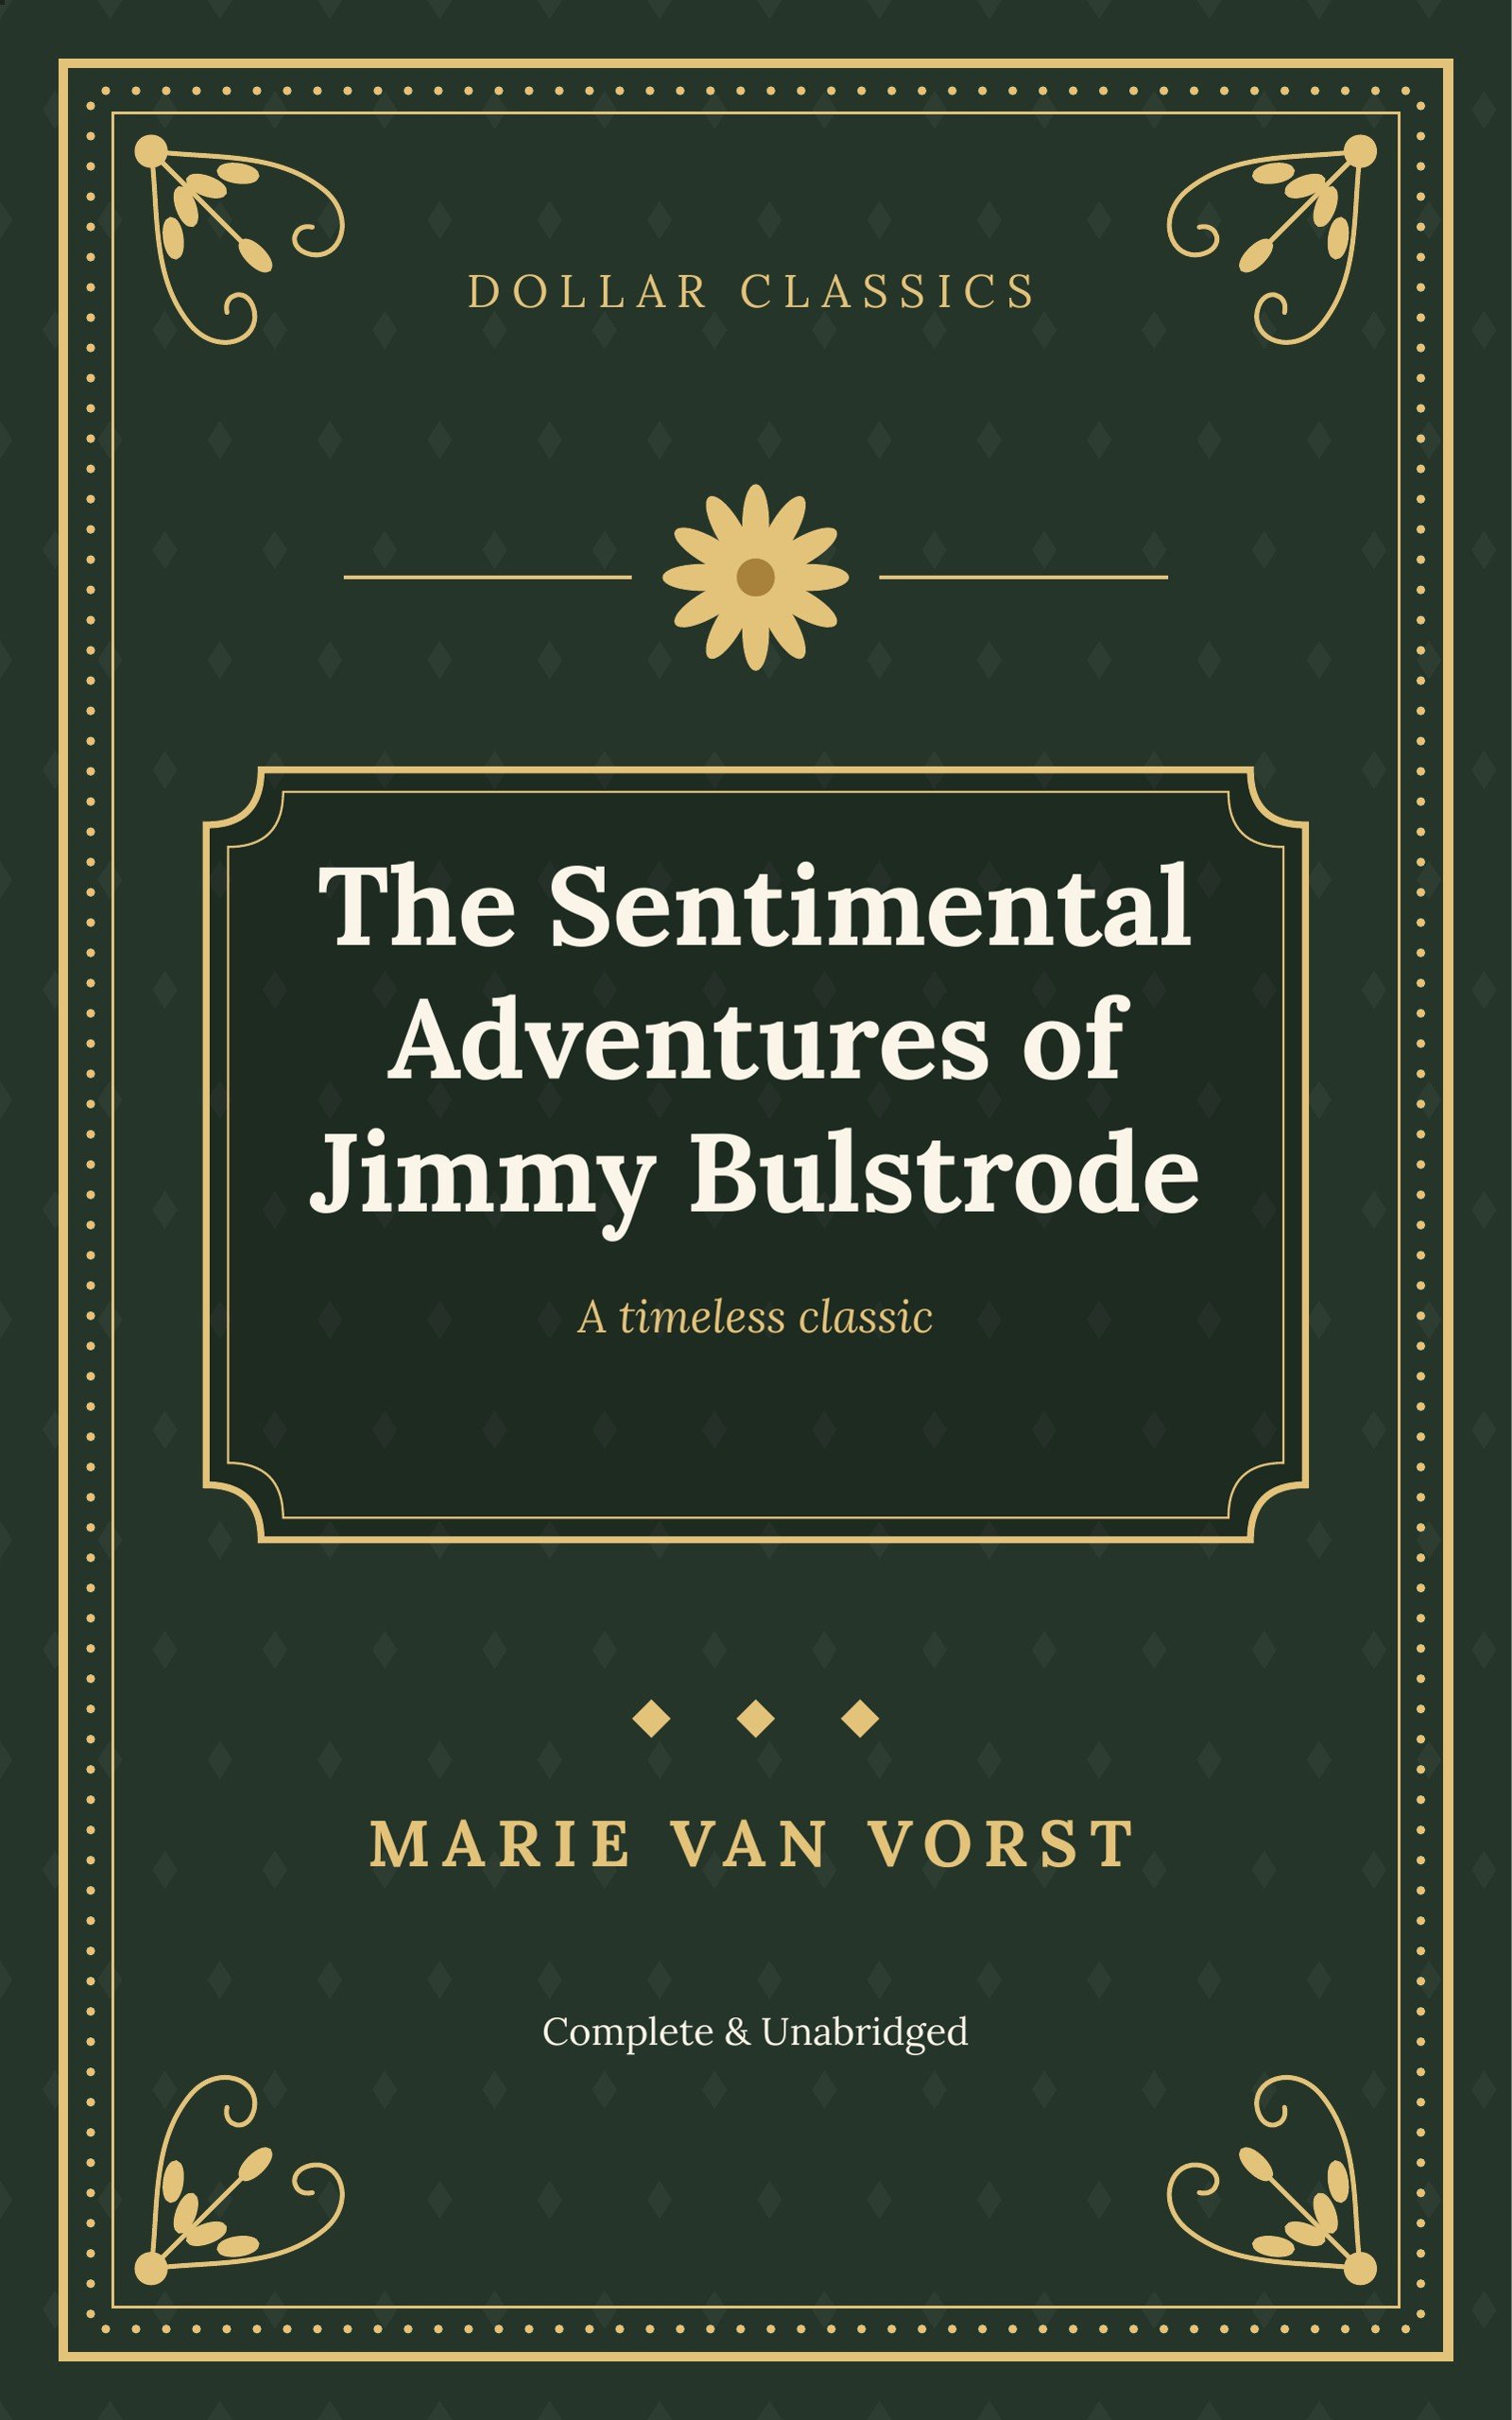 DOLLAR CLASSICS
The Sentimental
Adventures of
Jimmy Bulstrode
A timeless classic
MARIE VAN VORST
Complete & Unabridged